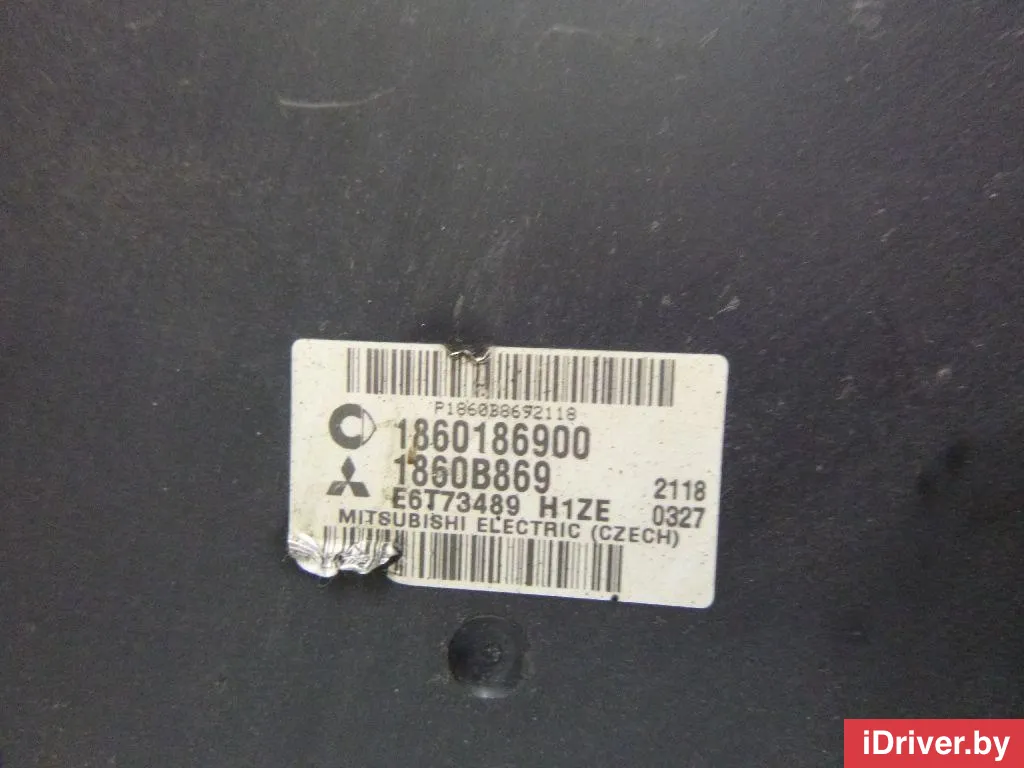 P1860B8692118
1860186900
1860B869
2118
E6T73489 H1ZE
0327
MITSUBISHI ELECTRIC (CZECH)
iDriver.by